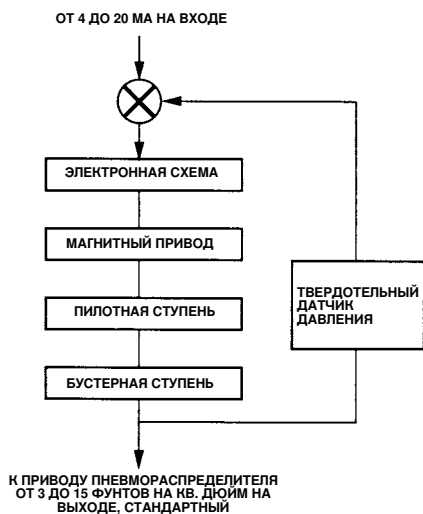 ОТ 4 ДО 20 МА НА ВХОДЕ
ЭЛЕКТРОННАЯ СХЕМА
МАГНИТНЫЙ ПРИВОД
ПИЛОТНАЯ СТУПЕНЬ
БУСТЕРНАЯ СТУПЕНЬ
ТВЕРДОТЕЛЬНЫЙ
ДАТЧИК
ДАВЛЕНИЯ
К ПРИВОДУ ПНЕВМОРАСПРЕДЕЛИТЕЛЯ
ОТ 3 ДО 15 ФУНТОВ НА КВ. ДЮЙМ НА
ВЫХОДЕ, СТАНДАРТНЫЙ